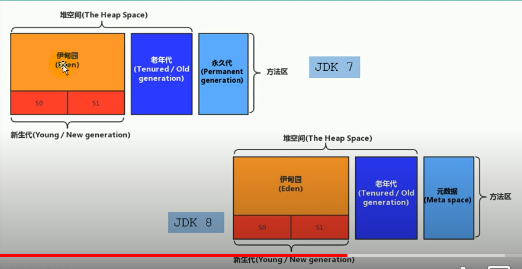 堆空间(The Heap Space)
伊甸园
(Eden)
老年代
(Tenured / Old
generation)
永久代
(Permanent
generation)
方法区
JDK 7
S0
S1
新生代(Young / New generation)
堆空间(The Heap Space)
伊甸园
(Eden)
老年代
(Tenured / Old
generation)
元数据
(Meta space)
方法区
JDK 8
S0
S1
新生代(Young / New generation)